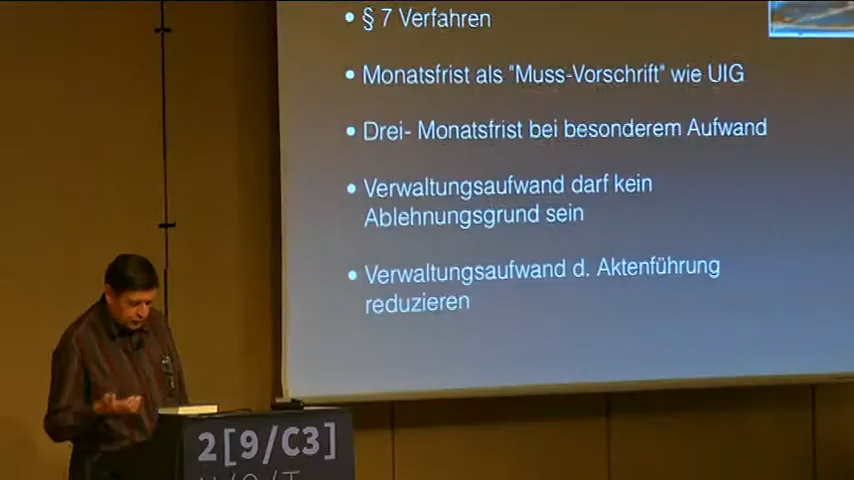 • § 7 Verfahren
• Monatsfrist als "Muss-Vorschrift" wie UIG
• Drei- Monatsfrist bei besonderem Aufwand
• Verwaltungsaufwand darf kein
Ablehnungsgrund sein
• Verwaltungsaufwand d. Aktenführung
reduzieren
2[9/C3]